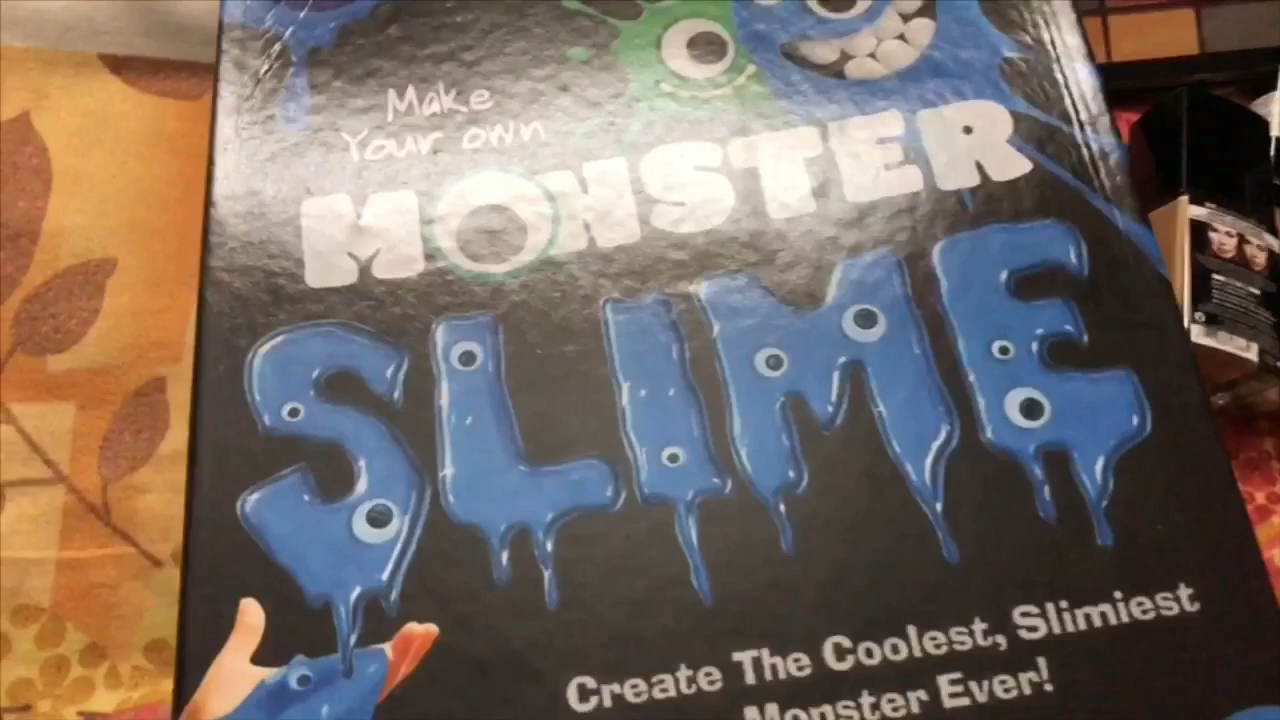 Make
Your own
MONSTER
SLIME
Create The Coolest, Slimiest
Monster Ever!